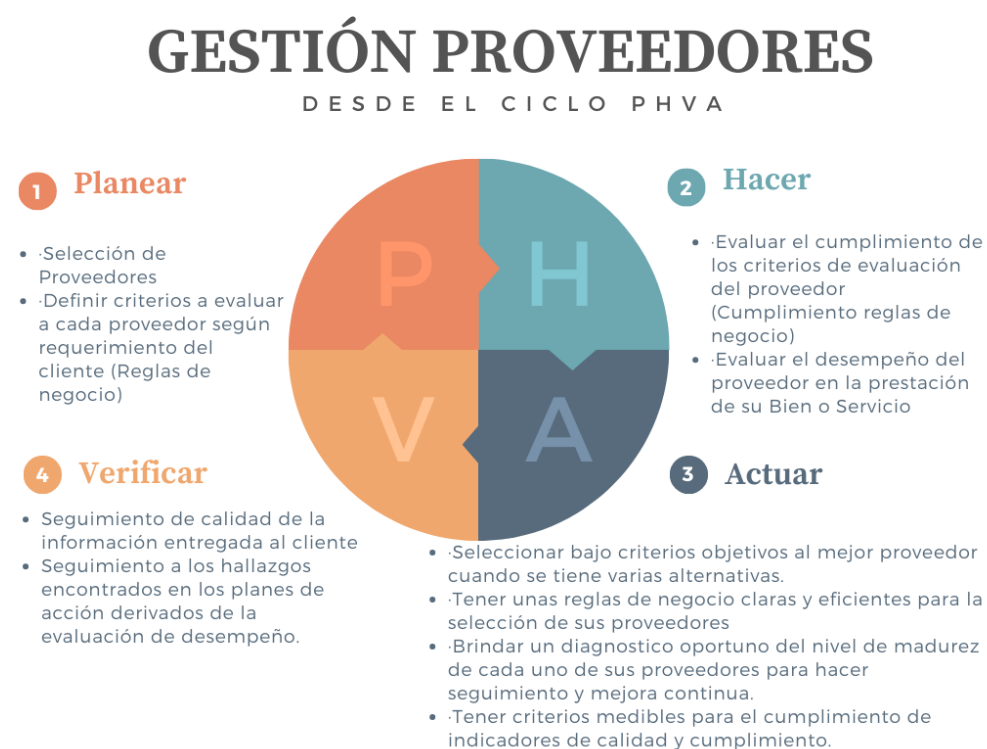 GESTIÓN PROVEEDORES
DESDE EL CICLO PHVA
1 Planear
• ·Selección de
Proveedores
• ·Definir criterios a evaluar
a cada proveedor según
requerimiento del
cliente (Reglas de
negocio)
P
H
V
A
2 Hacer
• ·Evaluar el cumplimiento de
los criterios de evaluación
del proveedor
(Cumplimiento reglas de
negocio)
• ·Evaluar el desempeño del
proveedor en la prestación
de su Bien o Servicio
3 Actuar
• ·Seleccionar bajo criterios objetivos al mejor proveedor
cuando se tiene varias alternativas.
• ·Tener unas reglas de negocio claras y eficientes para la
selección de sus proveedores
• ·Brindar un diagnostico oportuno del nivel de madurez
de cada uno de sus proveedores para hacer
seguimiento y mejora continua.
• ·Tener criterios medibles para el cumplimiento de
indicadores de calidad y cumplimiento.
4 Verificar
• Seguimiento de calidad de la
información entregada al cliente
• Seguimiento a los hallazgos
encontrados en los planes de
acción derivados de la
evaluación de desempeño.